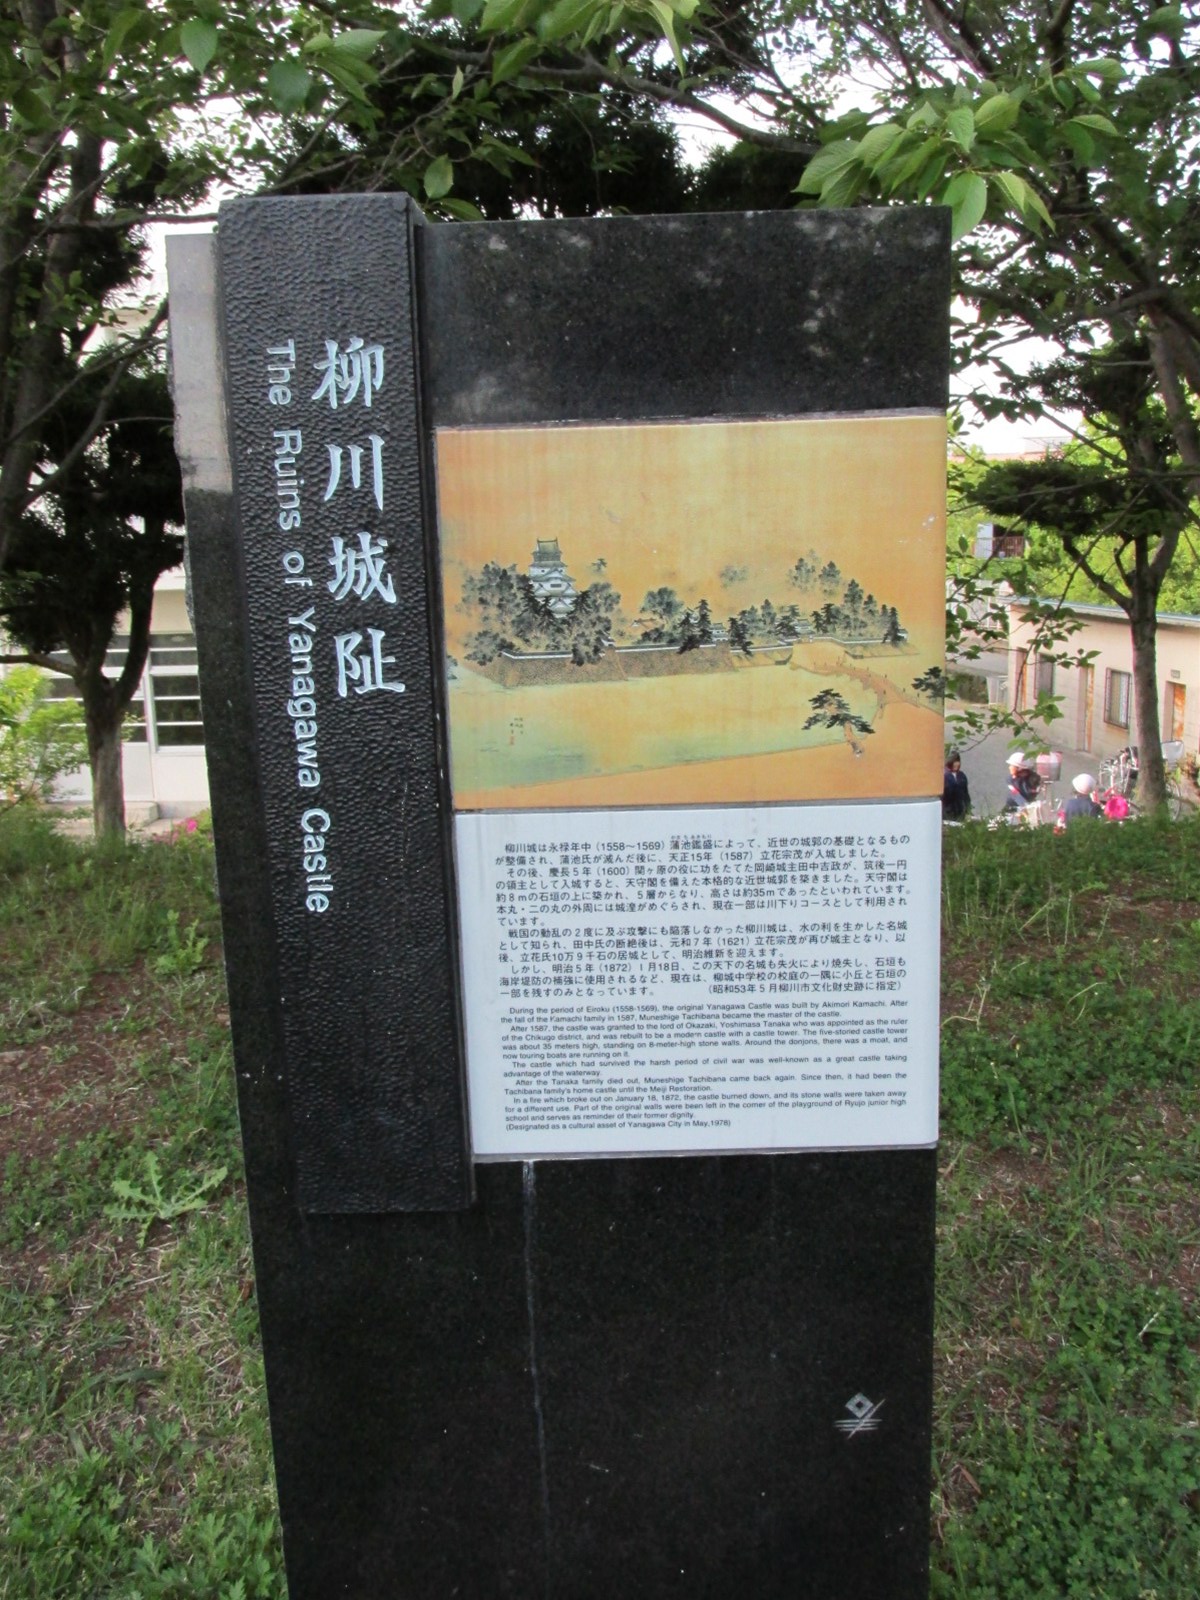 柳川城址
The Ruins of Yanagawa Castle
柳川城は永禄年中(1558〜1569)蒲池鑑盛によって、近世の城郭の基礎となるもの
が整備され、蒲池氏が滅んだ後に、天正15年(1587)立花宗茂が入城しました。
その後、慶長5年(1600)関ヶ原の役に功をたてた岡崎城主田中吉政が、筑後一円
の領主として入城すると、天守閣を備えた本格的な近世城郭を築きました。天守閣は
約8mの石垣の上に築かれ、5層からなり、高さは約35mであったといわれています。
本丸・二の丸の外周には城湟がめぐらされ、現在一部は川下りコースとして利用され
ています。
戦国の動乱の2度に及ぶ攻撃にも陥落しなかった柳川城は、水の利を生かした名城
として知られ、田中氏の断絶後は、元和7年(1621)立花宗茂が再び城主となり、以
後、立花氏10万9千石の居城として、明治維新を迎えます。
しかし、明治5年(1872)1月18日、この天下の名城も失火により焼失し、石垣も
海岸堤防の補強に使用されるなど、現在は、柳城中学校の校庭の一隅に小丘と石垣の
一部を残すのみとなっています。 (昭和53年5月柳川市文化財史跡に指定)
During the period of Eiroku (1558-1569), the original Yanagawa Castle was built by Akimori Kamachi. After
the fall of the Kamachi family in 1587, Muneshige Tachibana became the master of the castle.
After 1587, the castle was granted to the lord of Okazaki, Yoshimasa Tanaka who was appointed as the ruler
of the Chikugo district, and was rebuilt to be a modern castle with a castle tower. The five-storied castle tower
was about 35 meters high, standing on 8-meter-high stone walls. Around the donjons, there was a moat, and
now touring boats are running on it.
The castle which had survived the harsh period of civil war was well-known as a great castle taking
advantage of the waterway.
After the Tanaka family died out, Muneshige Tachibana came back again. Since then, it had been the
Tachibana family's home castle until the Meiji Restoration.
In a fire which broke out on January 18, 1872, the castle burned down, and its stone walls were taken away
for a different use. Part of the original walls were been left in the corner of the playground of Ryujo junior high
school and serves as reminder of their former dignity.
(Designated as a cultural asset of Yanagawa City in May,1978)